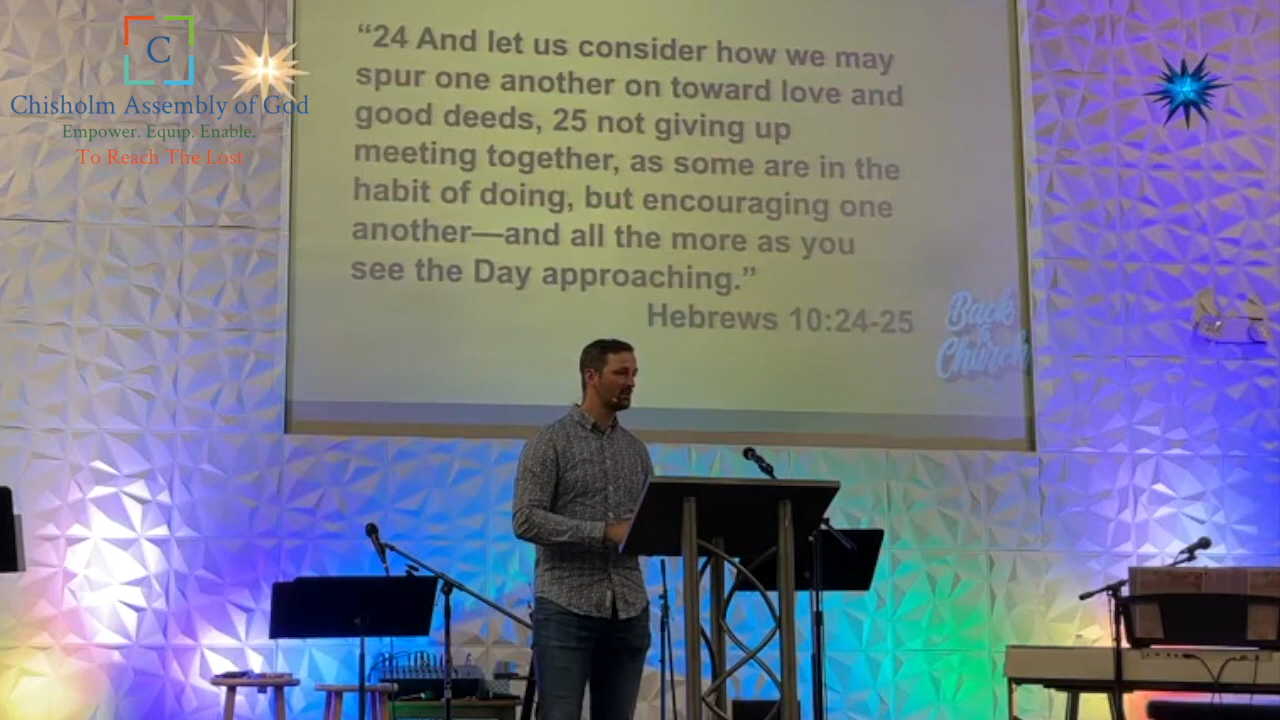 C
Chisholm Assembly of God
Empower. Equip. Enable.
To Reach The Lost
“24 And let us consider how we may
spur one another on toward love and
good deeds, 25 not giving up
meeting together, as some are in the
habit of doing, but encouraging one
another—and all the more as you
see the Day approaching.”
Hebrews 10:24-25
Back
Church